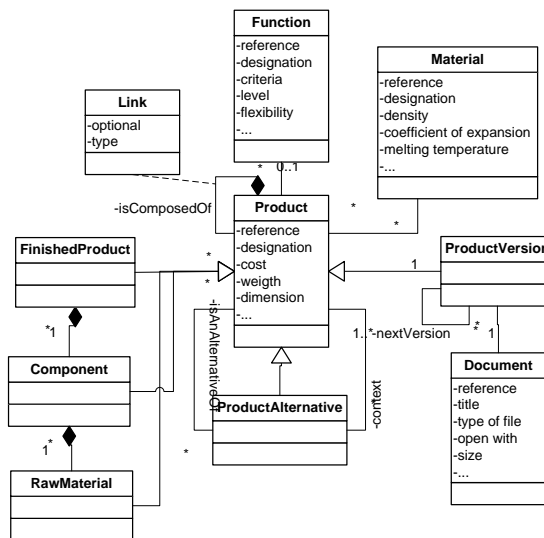 Function
-reference
-designation
-criteria
-level
-flexibility
-...
Material
-reference
-designation
-density
-coefficient of expansion
-melting temperature
-...
Link
-optional
-type
*
0..1
-isComposedOf
*
*
Product
-reference
-designation
-cost
-weigth
-dimension
-...
FinishedProduct
*
*
1
ProductVersion
-isAnAlternativeOf
1..*
-nextVersion
*
*
1
*
1
Component
Document
-reference
-title
-type of file
-open with
-size
-...
ProductAlternative
*
-context
1
*
*
RawMaterial